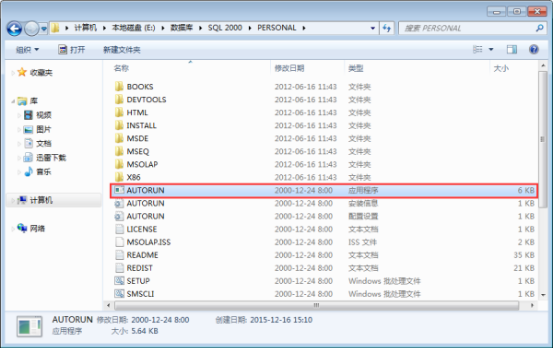 计算机 ▸ 本地磁盘 (E:) ▸ 数据库 ▸ SQL 2000 ▸ PERSONAL ▸ 搜索 PERSONAL
组织 打开 新建文件夹
收藏夹
库
视频
图片
文档
迅雷下载
音乐
计算机
网络
名称 修改日期 类型 大小
BOOKS 2012-06-16 11:43 文件夹
DEVTOOLS 2012-06-16 11:43 文件夹
HTML 2012-06-16 11:43 文件夹
INSTALL 2012-06-16 11:43 文件夹
MSDE 2012-06-16 11:43 文件夹
MSEQ 2012-06-16 11:43 文件夹
MSOLAP 2012-06-16 11:43 文件夹
X86 2012-06-16 11:43 文件夹
AUTORUN 2000-12-24 8:00 应用程序 6 KB
AUTORUN 2000-12-24 8:00 安装信息 1 KB
AUTORUN 2000-12-24 8:00 配置设置 1 KB
LICENSE 2000-12-24 8:00 文本文档
MSOLAP.ISS 2000-12-24 8:00 ISS 文件 2 KB
README 2000-12-24 8:00 文本文档 35 KB
REDIST 2000-12-24 8:00 文本文档 21 KB
SETUP 2000-12-24 8:00 Windows 批处理文件 1 KB
SMSCLI 2000-12-24 8:00 Windows 批处理文件 1 KB
AUTORUN 修改日期: 2000-12-24 8:00 创建日期: 2015-12-16 15:10
应用程序 大小: 5.64 KB